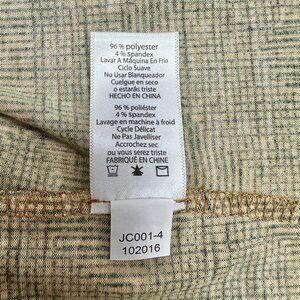 96 % polyester
4 % Spandex
Lavar A Máquina En Frío
Ciclo Suave
No Usar Blanqueador
Cuelgue en seco
o estarás triste
HECHO EN CHINA
96 % poliéster
4 % Spandex
Lavage en machine à froid
Cycle Délicat
Ne Pas Javelliser
Accrochez sec
ou vous serez triste
FABRIQUÉ EN CHINE
JC001-4
102016